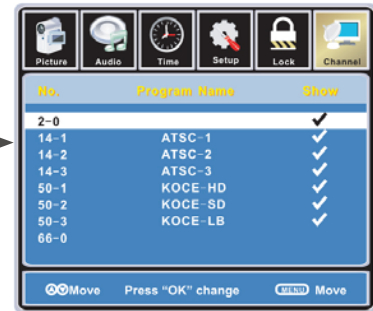 Picture Audio Time Setup Lock Channel
No. Program Name Show
2-0
14-1 ATSC-1
14-2 ATSC-2
14-3 ATSC-3
50-1 KOCE-HD
50-2 KOCE-SD
50-3 KOCE-LB
66-0
Move Press “OK” change MENU Move